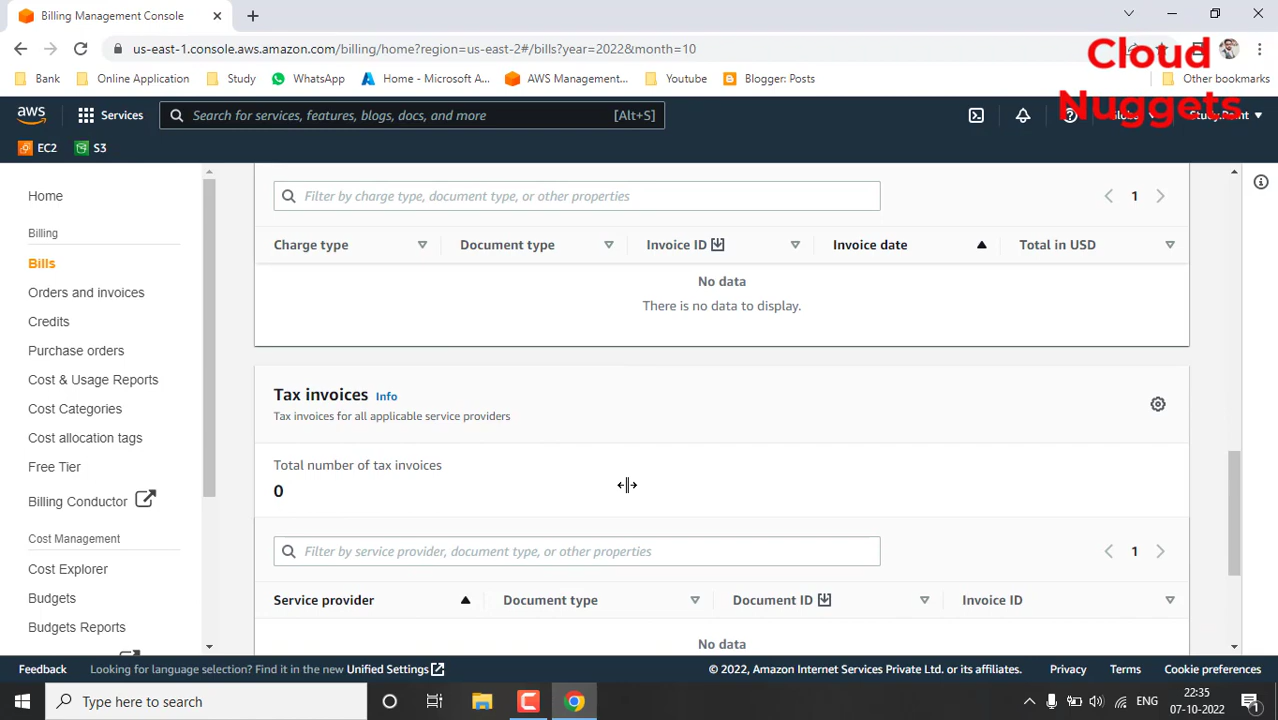 Billing Management Console
us-east-1.console.aws.amazon.com/billing/home?region=us-east-2#/bills?year=2022&month=10
Cloud
Nuggets
Bank
Online Application
Study
WhatsApp
Home - Microsoft A...
AWS Management...
Youtube
Blogger: Posts
Other bookmarks
aws
Services
Search for services, features, blogs, docs, and more
[Alt+S]
EC2
S3
Home
Billing
Bills
Orders and invoices
Credits
Purchase orders
Cost & Usage Reports
Cost Categories
Cost allocation tags
Free Tier
Billing Conductor
Cost Management
Cost Explorer
Budgets
Budgets Reports
Filter by charge type, document type, or other properties
1
Charge type
Document type
Invoice ID
Invoice date
Total in USD
No data
There is no data to display.
Tax invoices Info
Tax invoices for all applicable service providers
Total number of tax invoices
0
Filter by service provider, document type, or other properties
1
Service provider
Document type
Document ID
Invoice ID
No data
Feedback
Looking for language selection? Find it in the new Unified Settings
© 2022, Amazon Internet Services Private Ltd. or its affiliates.
Privacy
Terms
Cookie preferences
Type here to search
ENG
22:35
07-10-2022
1